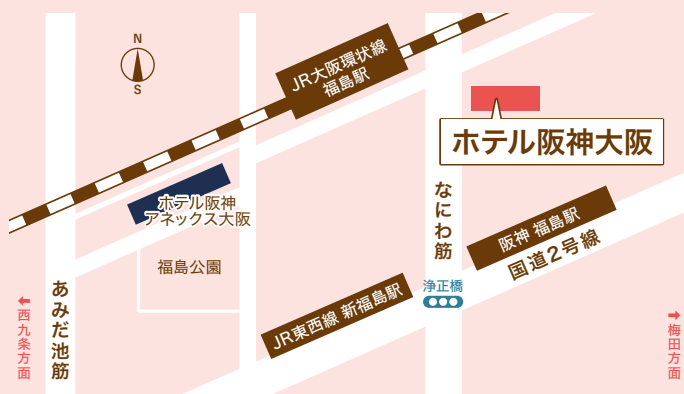 N
S
JR大阪環状線
福島駅
ホテル阪神大阪
ホテル阪神
アネックス大阪
なにわ筋
阪神 福島駅
国道2号線
福島公園
浄正橋
JR東西線 新福島駅
あみだ池筋
⬅西九条方面
➡梅田方面